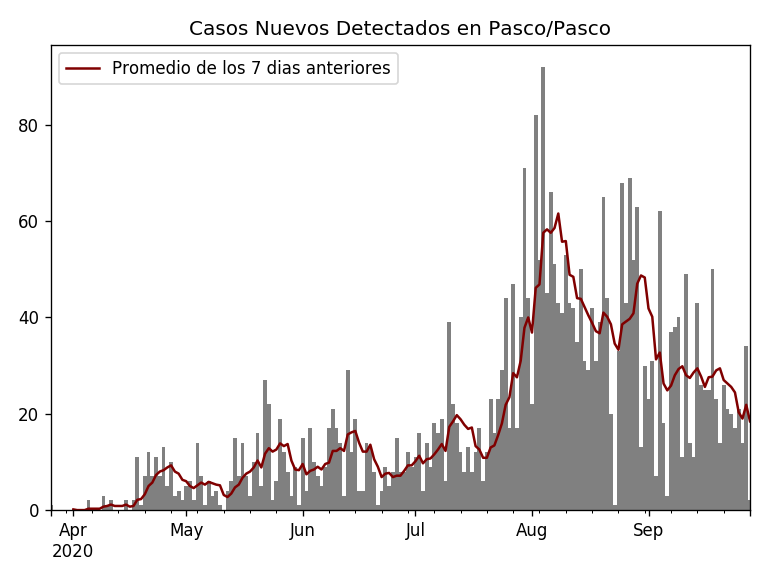 Casos Nuevos Detectados en Pasco/Pasco
Promedio de los 7 dias anteriores
80
60
40
20
0
Apr May Jun Jul Aug Sep
2020